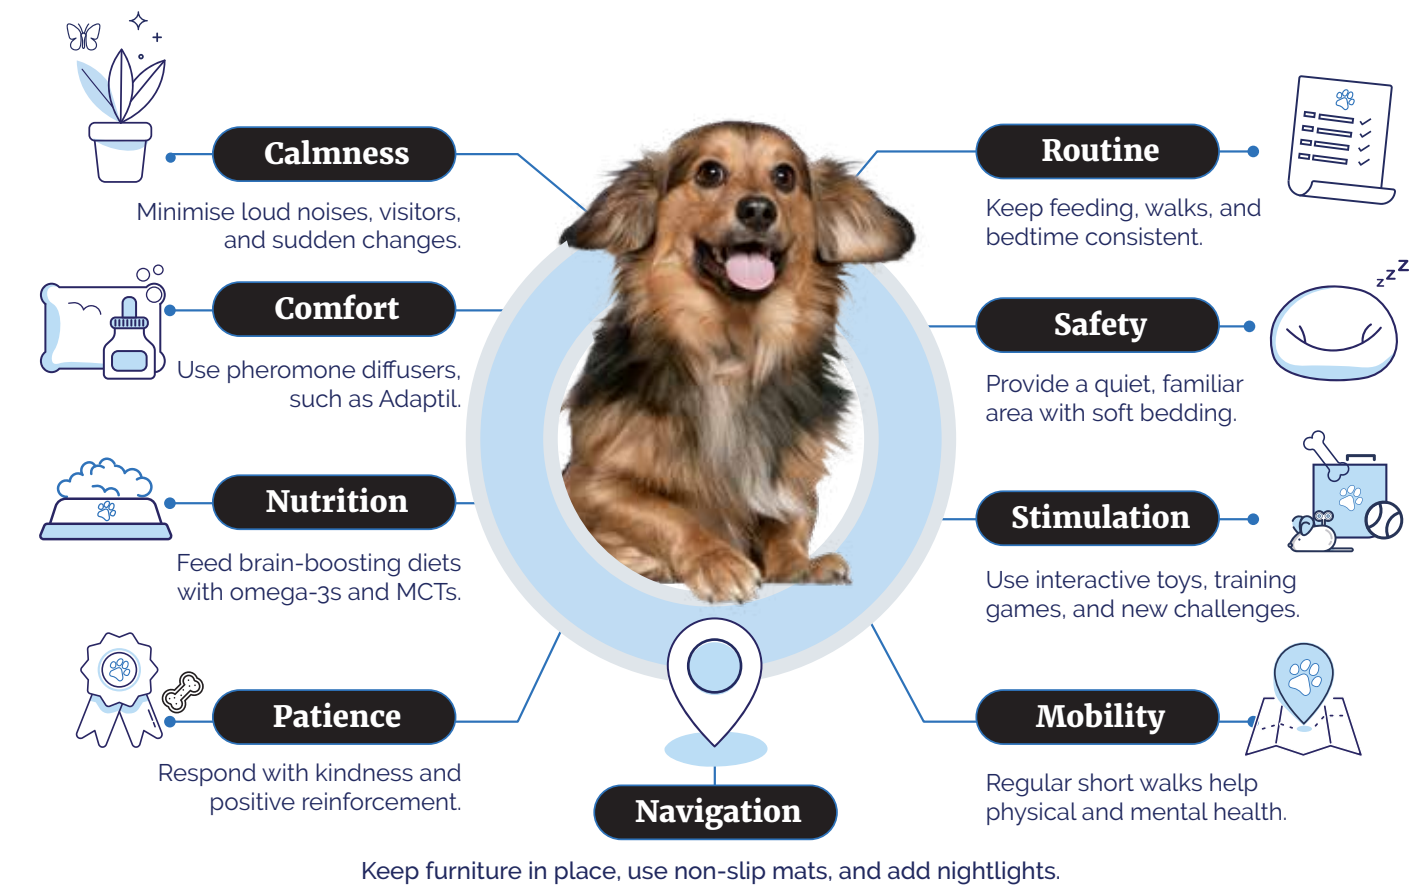 Calmness
Minimise loud noises, visitors,
and sudden changes.
Comfort
Use pheromone diffusers,
such as Adaptil.
Nutrition
Feed brain-boosting diets
with omega-3s and MCTs.
Patience
Respond with kindness and
positive reinforcement.
Routine
Keep feeding, walks, and
bedtime consistent.
z z z
Safety
Provide a quiet, familiar
area with soft bedding.
Stimulation
Use interactive toys, training
games, and new challenges.
Mobility
Regular short walks help
physical and mental health.
Navigation
Keep furniture in place, use non-slip mats, and add nightlights.